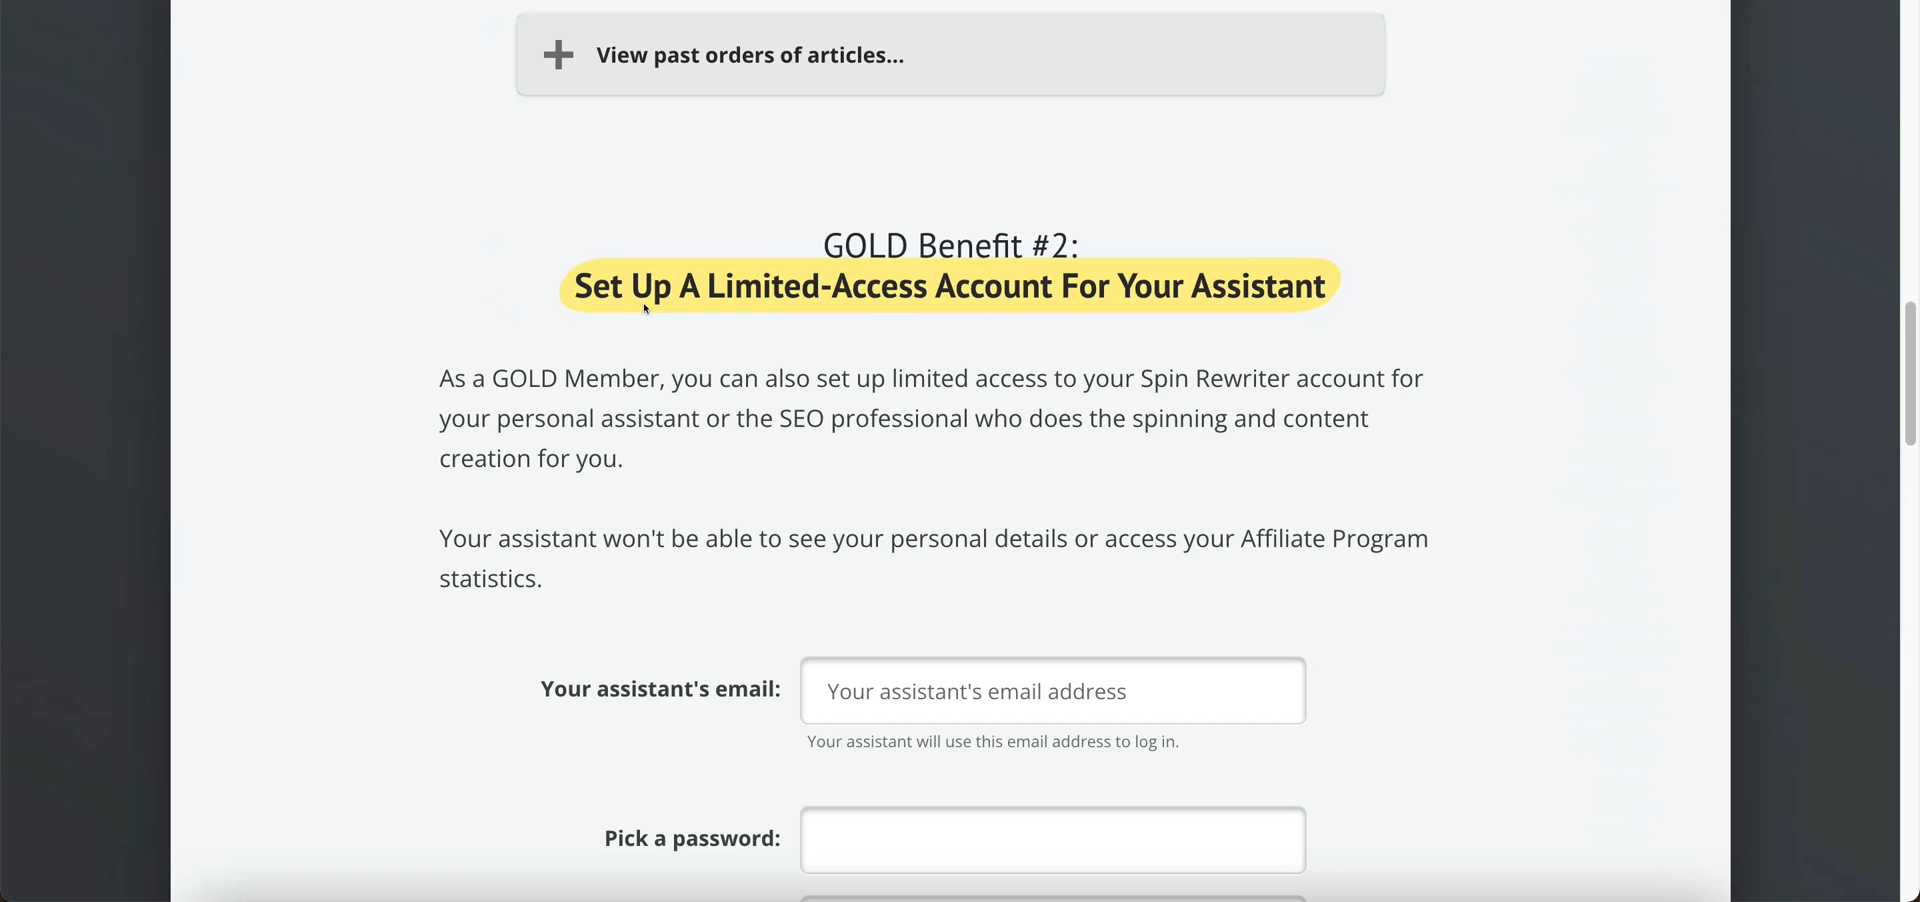 View past orders of articles...
GOLD Benefit #2:
Set Up A Limited-Access Account For Your Assistant
As a GOLD Member, you can also set up limited access to your Spin Rewriter account for
your personal assistant or the SEO professional who does the spinning and content
creation for you.
Your assistant won't be able to see your personal details or access your Affiliate Program
statistics.
Your assistant's email:
Your assistant's email address
Your assistant will use this email address to log in.
Pick a password: